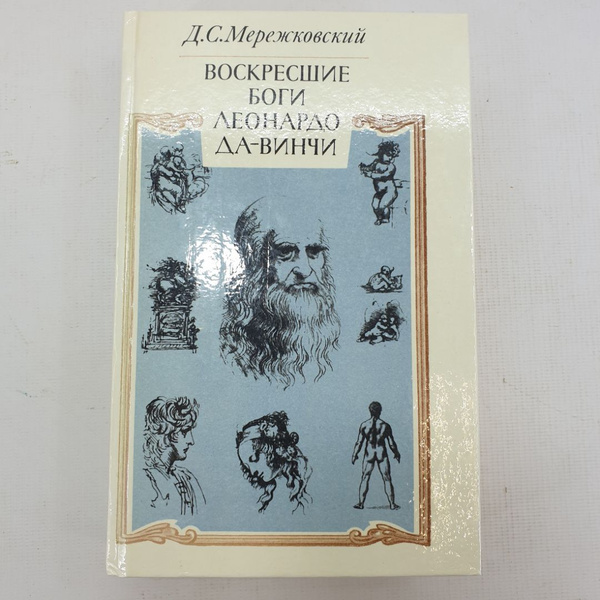 Д.С.Мережковский
ВОСКРЕСШИЕ
БОГИ
ЛЕОНАРДО
ДА-ВИНЧИ